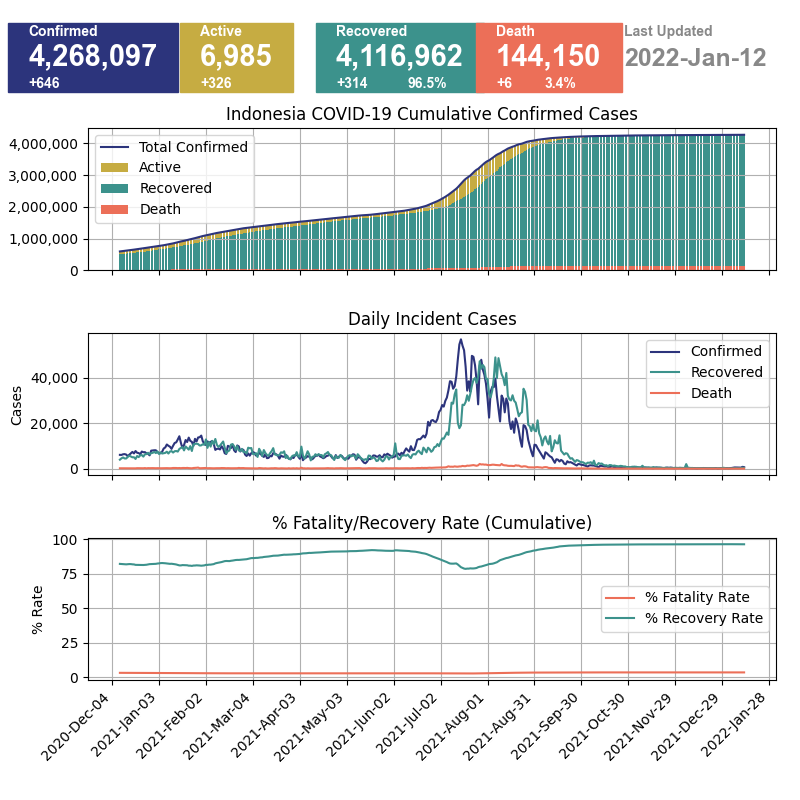 Confirmed
4,268,097
+646
Active
6,985
+326
Recovered
4,116,962
+314 96.5%
Death
144,150
+6 3.4%
Last Updated
2022-Jan-12
Indonesia COVID-19 Cumulative Confirmed Cases
4,000,000
3,000,000
2,000,000
1,000,000
0
Total Confirmed
Active
Recovered
Death
Daily Incident Cases
Cases
40,000
20,000
0
Confirmed
Recovered
Death
% Fatality/Recovery Rate (Cumulative)
% Rate
100
75
50
25
0
% Fatality Rate
% Recovery Rate
2020-Dec-04
2021-Jan-03
2021-Feb-02
2021-Mar-04
2021-Apr-03
2021-May-03
2021-Jun-02
2021-Jul-02
2021-Aug-01
2021-Aug-31
2021-Sep-30
2021-Oct-30
2021-Nov-29
2021-Dec-29
2022-Jan-28